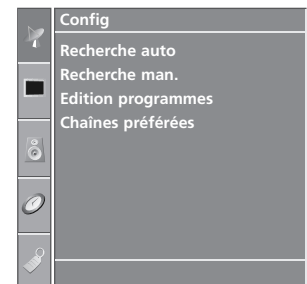 Config
Recherche auto
Recherche man.
Edition programmes
Chaînes préférées